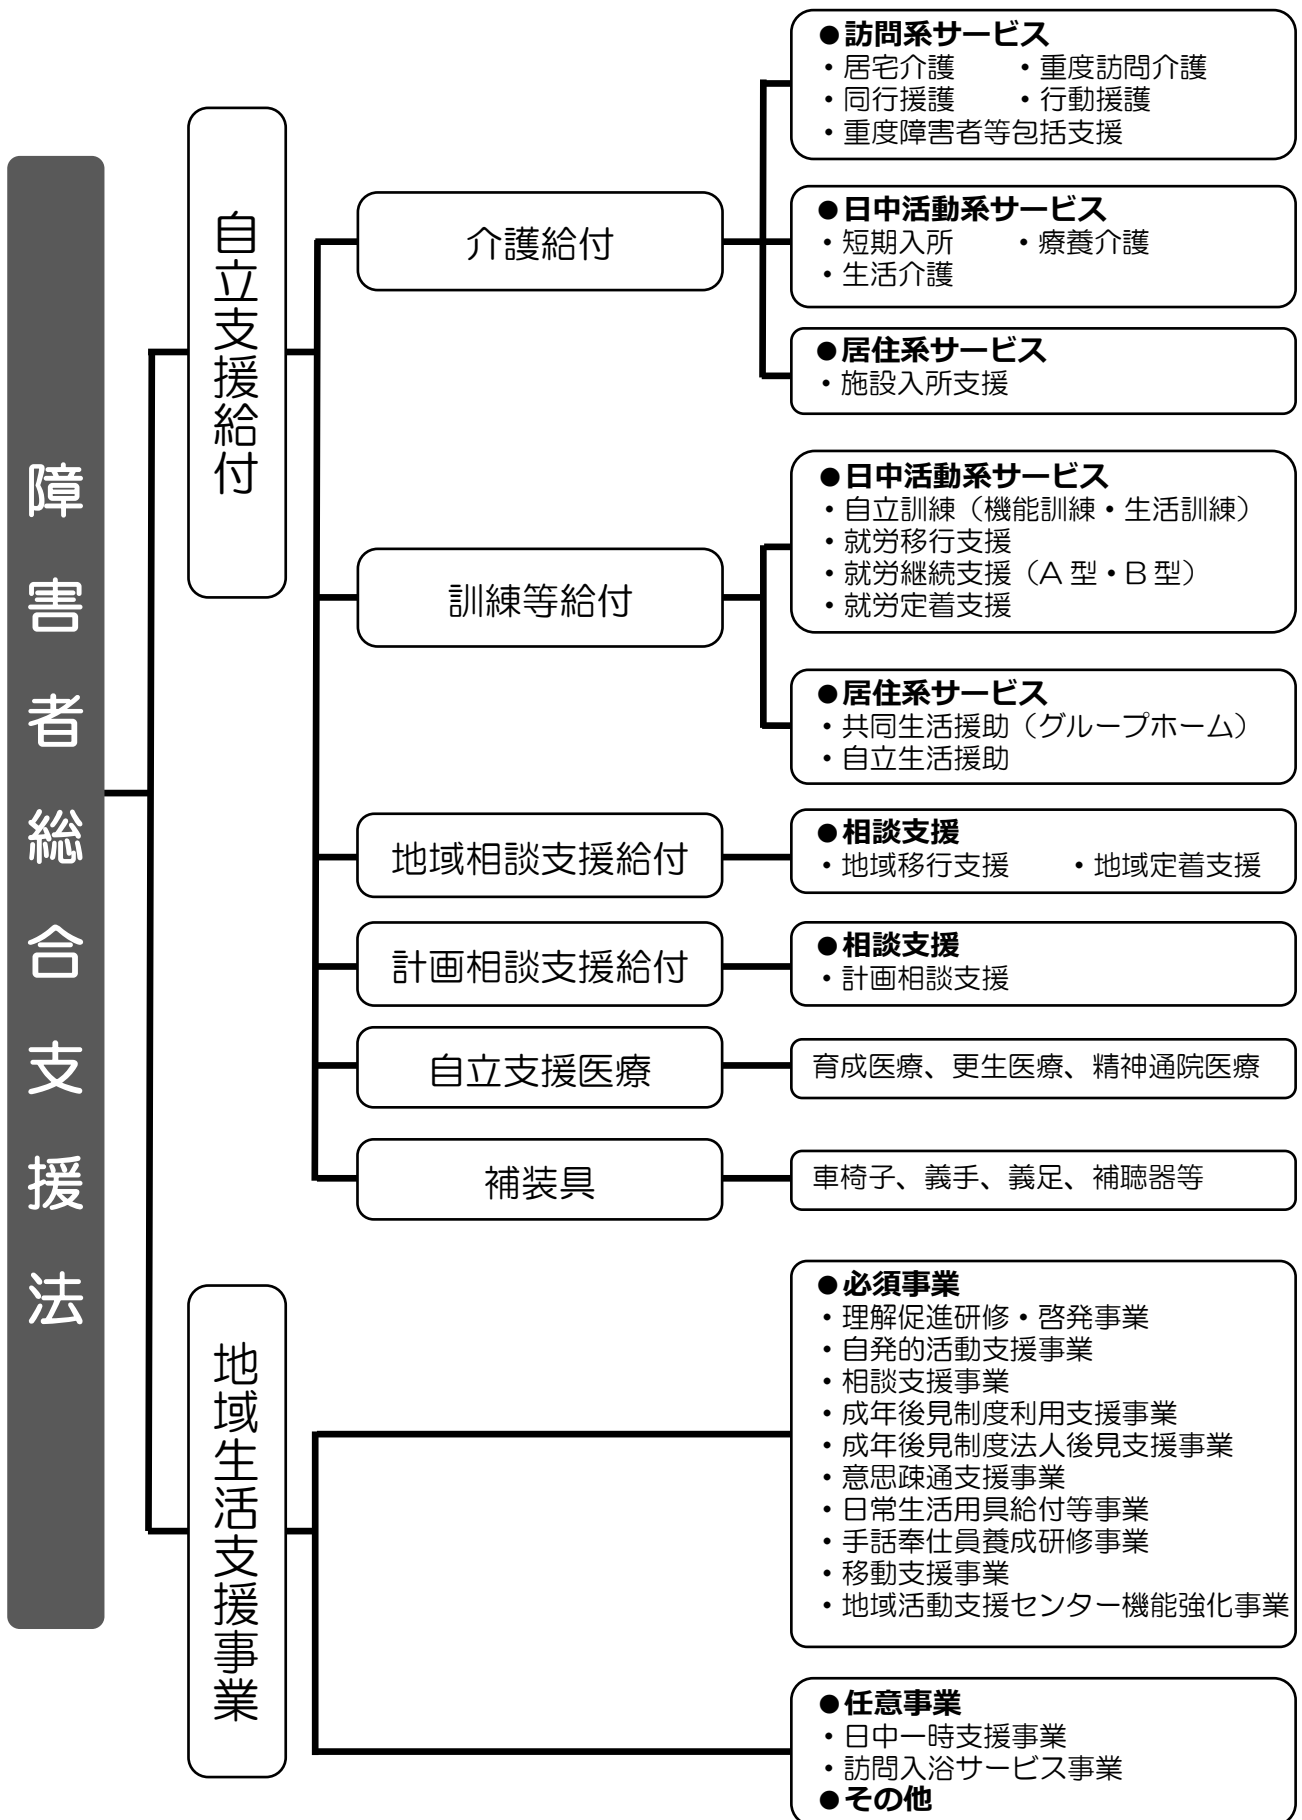 障害者総合支援法
自立支援給付
介護給付
●訪問系サービス
・居宅介護　・重度訪問介護
・同行援護　・行動援護
・重度障害者等包括支援
●日中活動系サービス
・短期入所　・療養介護
・生活介護
●居住系サービス
・施設入所支援
訓練等給付
●日中活動系サービス
・自立訓練（機能訓練・生活訓練）
・就労移行支援
・就労継続支援（A型・B型）
・就労定着支援
●居住系サービス
・共同生活援助（グループホーム）
・自立生活援助
地域相談支援給付
●相談支援
・地域移行支援　・地域定着支援
計画相談支援給付
●相談支援
・計画相談支援
自立支援医療
育成医療、更生医療、精神通院医療
補装具
車椅子、義手、義足、補聴器等
地域生活支援事業
●必須事業
・理解促進研修・啓発事業
・自発的活動支援事業
・相談支援事業
・成年後見制度利用支援事業
・成年後見制度法人後見支援事業
・意思疎通支援事業
・日常生活用具給付等事業
・手話奉仕員養成研修事業
・移動支援事業
・地域活動支援センター機能強化事業
●任意事業
・日中一時支援事業
・訪問入浴サービス事業
●その他